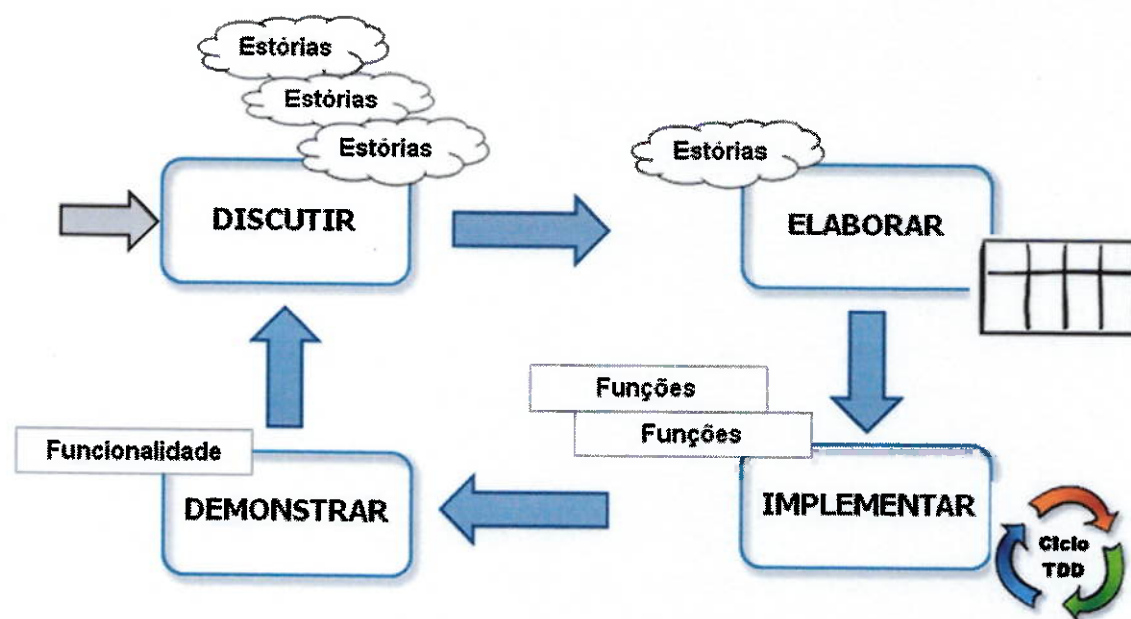 Estórias
Estórias
Estórias
DISCUTIR
Estórias
ELABORAR
Funções
Funções
IMPLEMENTAR
Ciclo
TDD
Funcionalidade
DEMONSTRAR